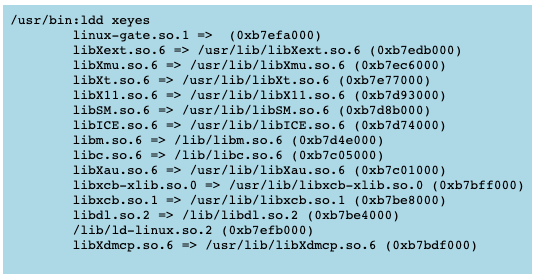 /usr/bin:ldd xeyes
linux-gate.so.1 =>  (0xb7efa000)
libXext.so.6 => /usr/lib/libXext.so.6 (0xb7edb000)
libXmu.so.6 => /usr/lib/libXmu.so.6 (0xb7ec6000)
libXt.so.6 => /usr/lib/libXt.so.6 (0xb7e77000)
libX11.so.6 => /usr/lib/libX11.so.6 (0xb7d93000)
libSM.so.6 => /usr/lib/libSM.so.6 (0xb7d8b000)
libICE.so.6 => /usr/lib/libICE.so.6 (0xb7d74000)
libm.so.6 => /lib/libm.so.6 (0xb7d4e000)
libc.so.6 => /lib/libc.so.6 (0xb7c05000)
libXau.so.6 => /usr/lib/libXau.so.6 (0xb7c01000)
libxcb-xlib.so.0 => /usr/lib/libxcb-xlib.so.0 (0xb7bff000)
libxcb.so.1 => /usr/lib/libxcb.so.1 (0xb7be8000)
libdl.so.2 => /lib/libdl.so.2 (0xb7be4000)
/lib/ld-linux.so.2 (0xb7efb000)
libXdmcp.so.6 => /usr/lib/libXdmcp.so.6 (0xb7bdf000)